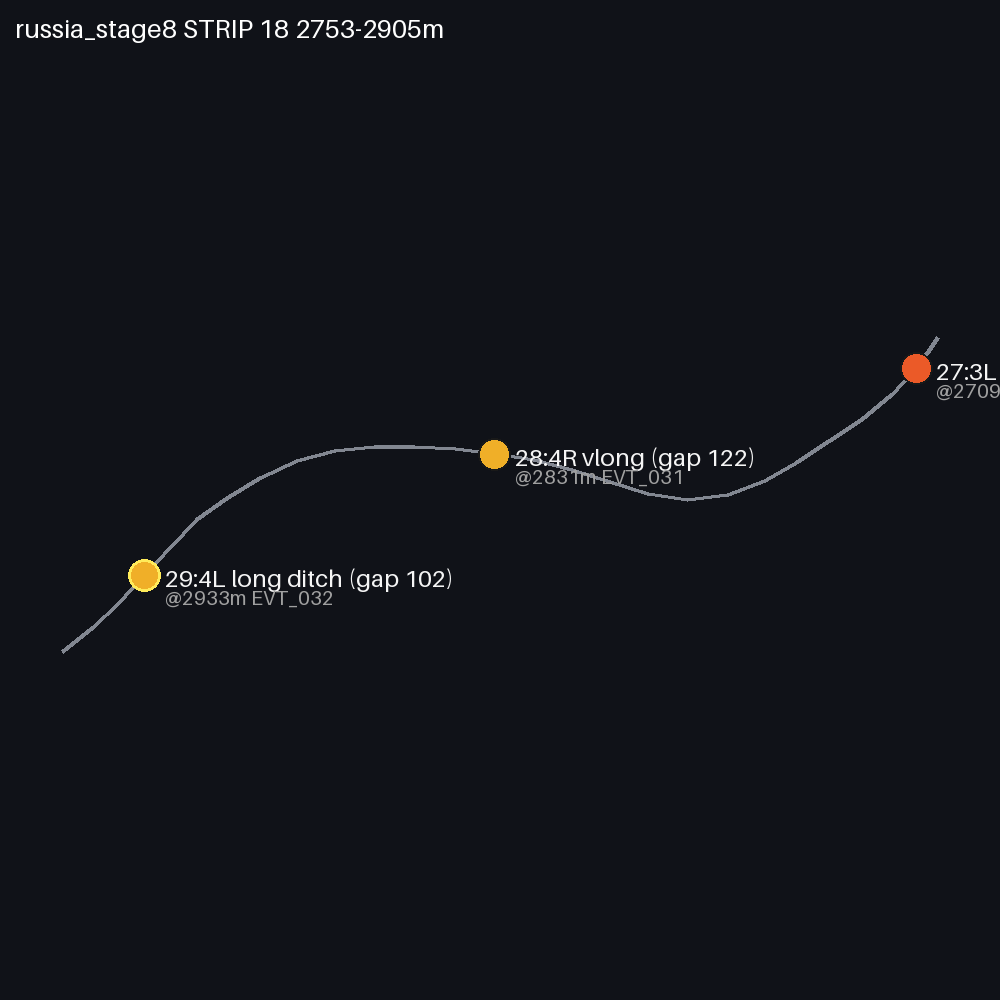 russia_stage8 STRIP 18 2753-2905m
27:3L
@2709
28:4R vlong (gap 122)
@2831m EVT_031
29:4L long ditch (gap 102)
@2933m EVT_032